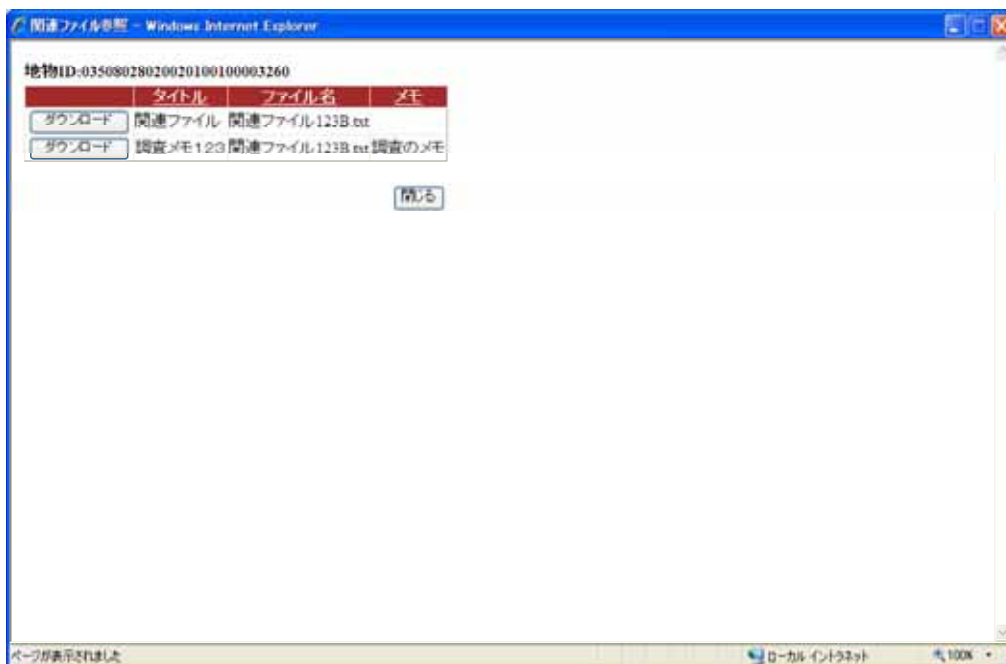 関連ファイル参照 - Windows Internet Explorer
地物ID:03508028020020100100003260
タイトル ファイル名 メモ
ダウンロード 関連ファイル 関連ファイル123B.txt
ダウンロード 調査メモ123 関連ファイル123B.txt 調査のメモ
閉じる
ページが表示されました ローカル イントラネット 100%